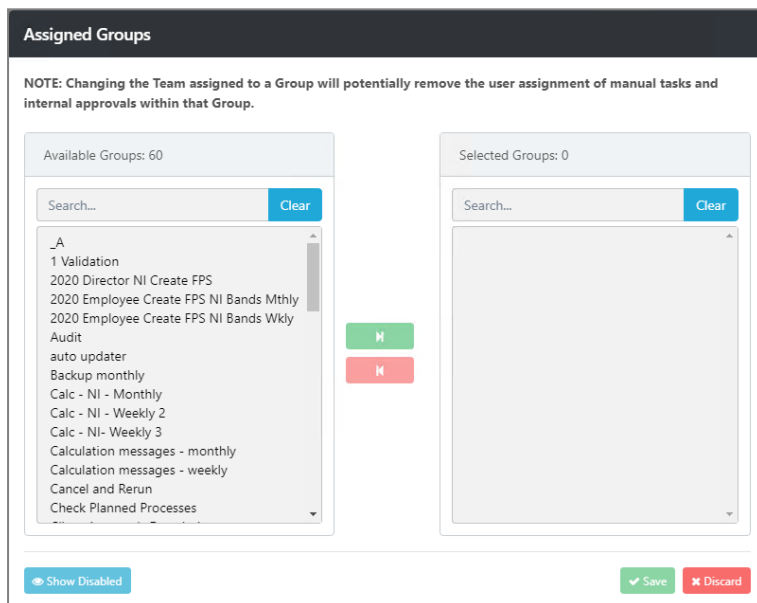 Assigned Groups
NOTE: Changing the Team assigned to a Group will potentially remove the user assignment of manual tasks and
internal approvals within that Group.
Available Groups: 60
Search...
Clear
_A
1 Validation
2020 Director NI Create FPS
2020 Employee Create FPS NI Bands Mthly
2020 Employee Create FPS NI Bands Wkly
Audit
auto updater
Backup monthly
Calc - NI - Monthly
Calc - NI - Weekly 2
Calc - NI- Weekly 3
Calculation messages - monthly
Calculation messages - weekly
Cancel and Rerun
Check Planned Processes
Selected Groups: 0
Search...
Clear
Show Disabled
Save
Discard